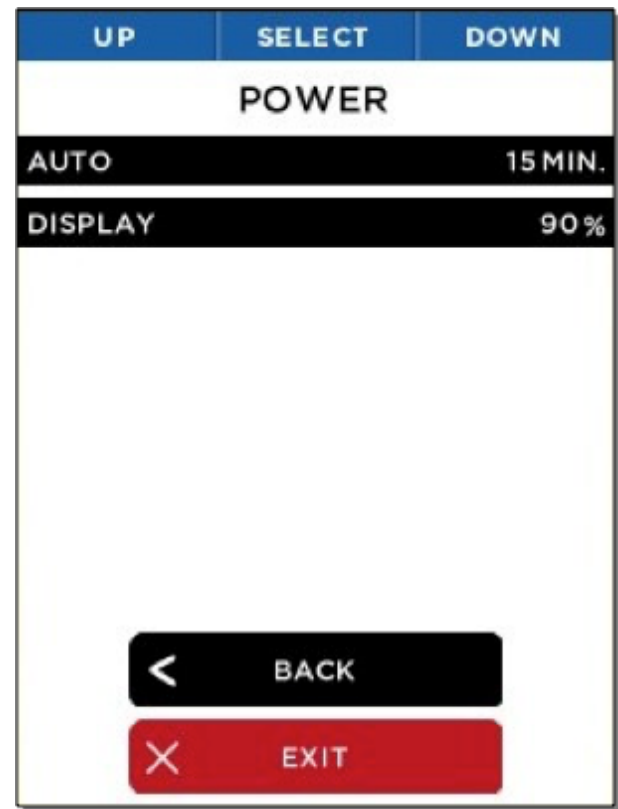 UP SELECT DOWN
POWER
AUTO 15 MIN.
DISPLAY 90%
< BACK
X EXIT